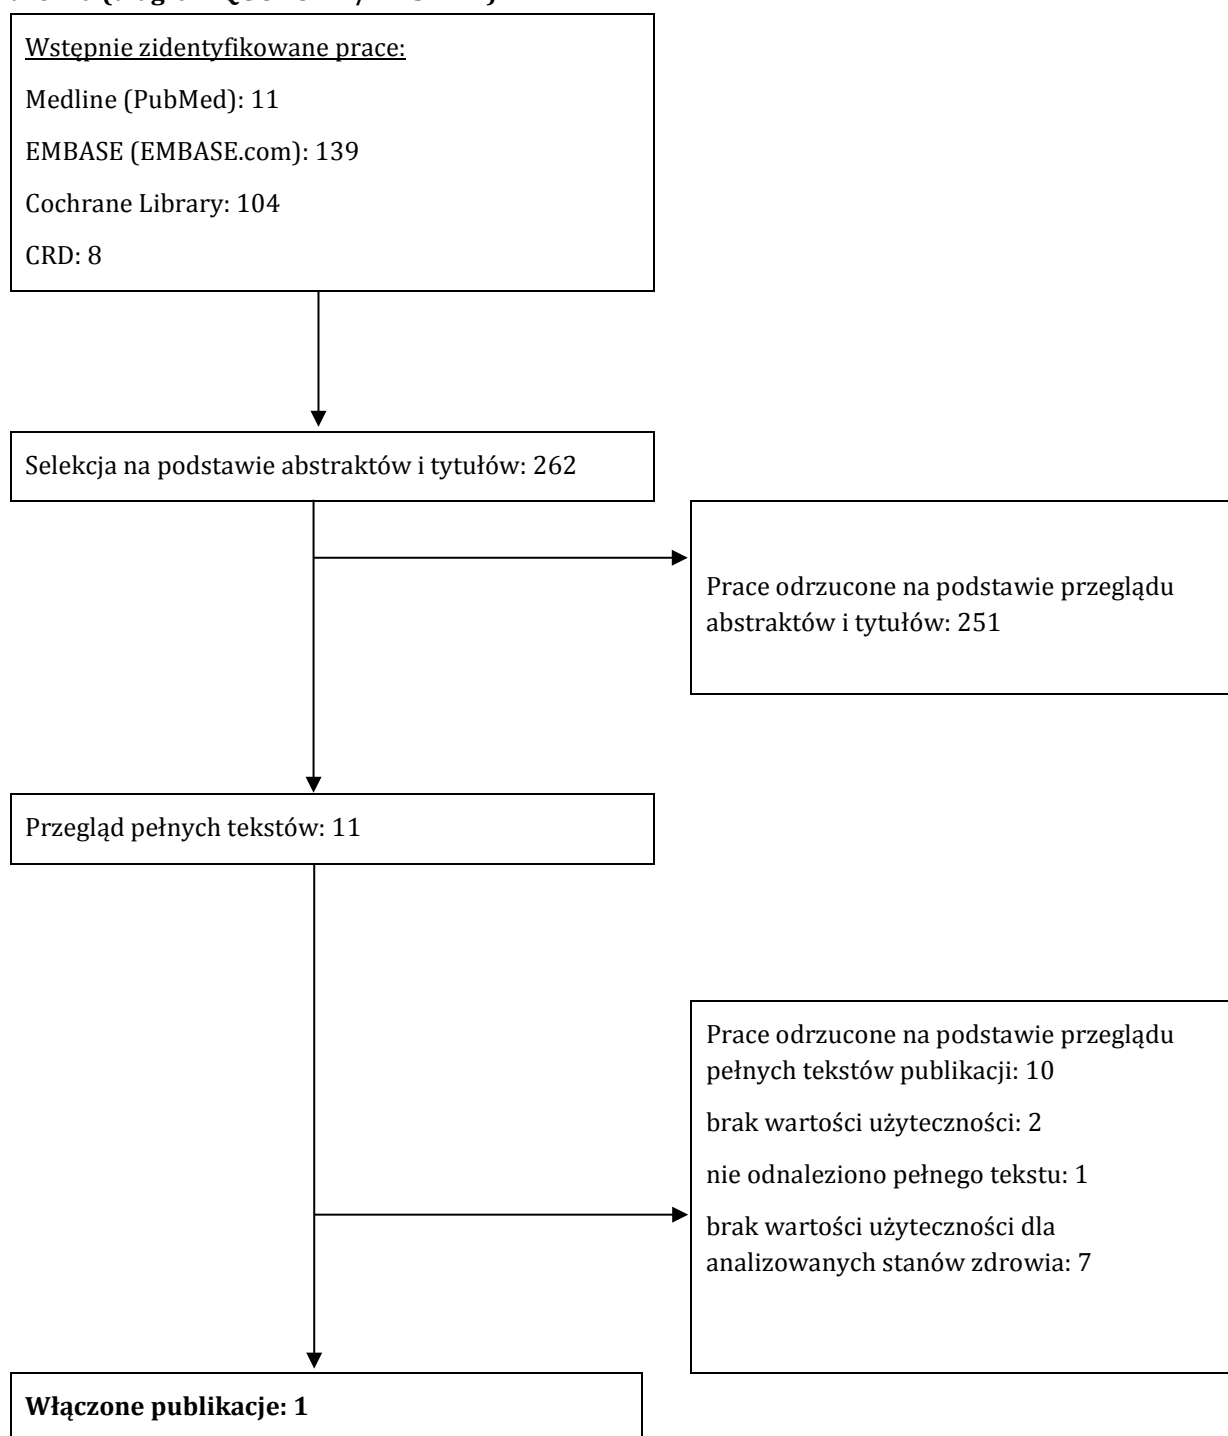 Wstępnie zidentyfikowane prace:
Medline (PubMed): 11
EMBASE (EMBASE.com): 139
Cochrane Library: 104
CRD: 8
Selekcja na podstawie abstraktów i tytułów: 262
Prace odrzucone na podstawie przeglądu
abstraktów i tytułów: 251
Przegląd pełnych tekstów: 11
Prace odrzucone na podstawie przeglądu
pełnych tekstów publikacji: 10
brak wartości użyteczności: 2
nie odnaleziono pełnego tekstu: 1
brak wartości użyteczności dla
analizowanych stanów zdrowia: 7
Włączone publikacje: 1